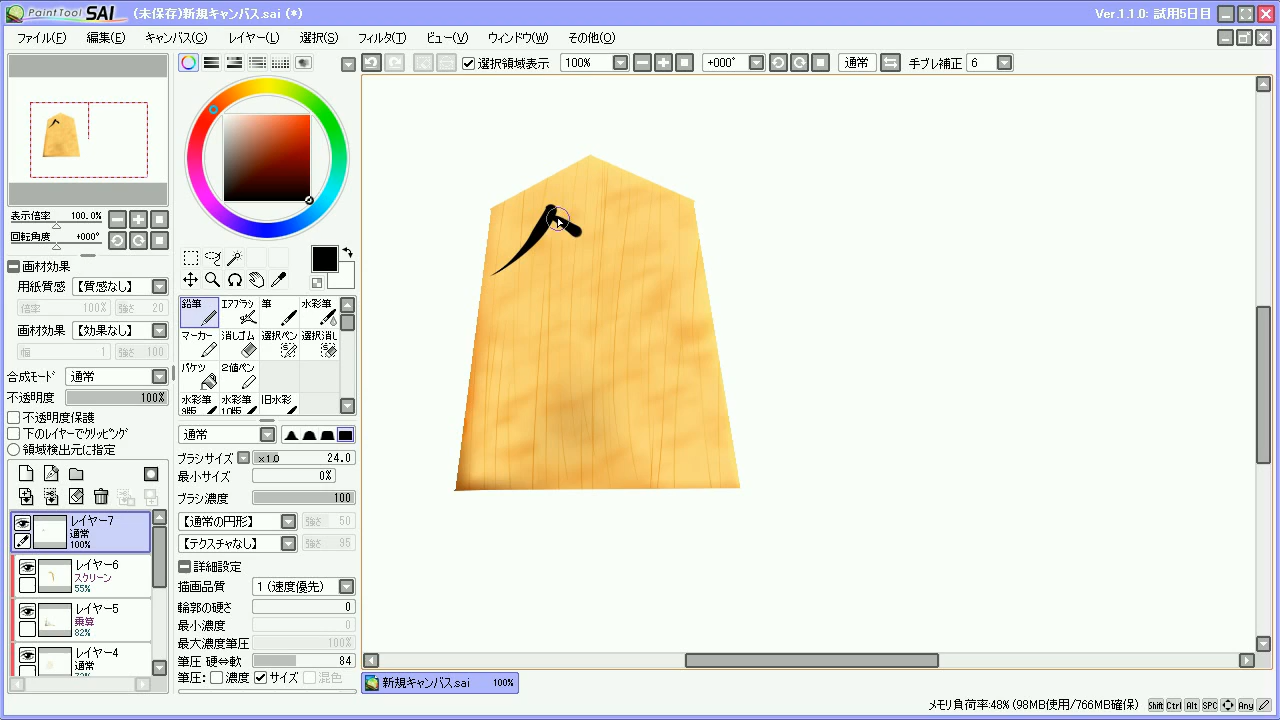 PaintTool SAI (未保存)新規キャンバス.sai (*) Ver.1.1.0: 試用5日目
ファイル(F) 編集(E) キャンバス(C) レイヤー(L) 選択(S) フィルタ(T) ビュー(V) ウィンドウ(W) その他(O)
選択領域表示 100% +000° 通常 手ブレ補正 6
表示倍率 100.0%
回転角度 +000°
画材効果
用紙質感 【質感なし】
倍率 100% 強さ 20
画材効果 【効果なし】
幅 1 強さ 100
合成モード 通常
不透明度 100%
不透明度保護
下のレイヤーでクリッピング
領域検出元に指定
レイヤー7
通常
100%
レイヤー6
スクリーン
55%
レイヤー5
乗算
82%
レイヤー4
通常
鉛筆 エアブラシ 筆 水彩筆
マーカー 消しゴム 選択ペン 選択消し
バケツ 2値ペン
水彩筆 水彩筆 旧水彩
通常
ブラシサイズ x1.0 24.0
最小サイズ 0%
ブラシ濃度 100
【通常の円形】 強さ 50
【テクスチャなし】 強さ 95
詳細設定
描画品質 1 (速度優先)
輪郭の硬さ 0
最小濃度 0
最大濃度筆圧 100%
筆圧 硬⇔軟 84
筆圧: 濃度 サイズ 混色
新規キャンバス.sai 100%
メモリ負荷率:48% (98MB使用/766MB確保) Shift Ctrl Alt SPC Any